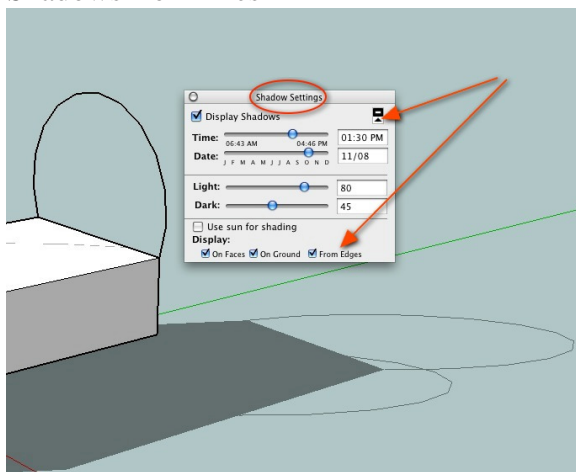 Shadow Settings
Display Shadows
Time: 01:30 PM
06:43 AM 04:46 PM
Date: 11/08
J F M A M J J A S O N D
Light: 80
Dark: 45
Use sun for shading
Display:
On Faces On Ground From Edges